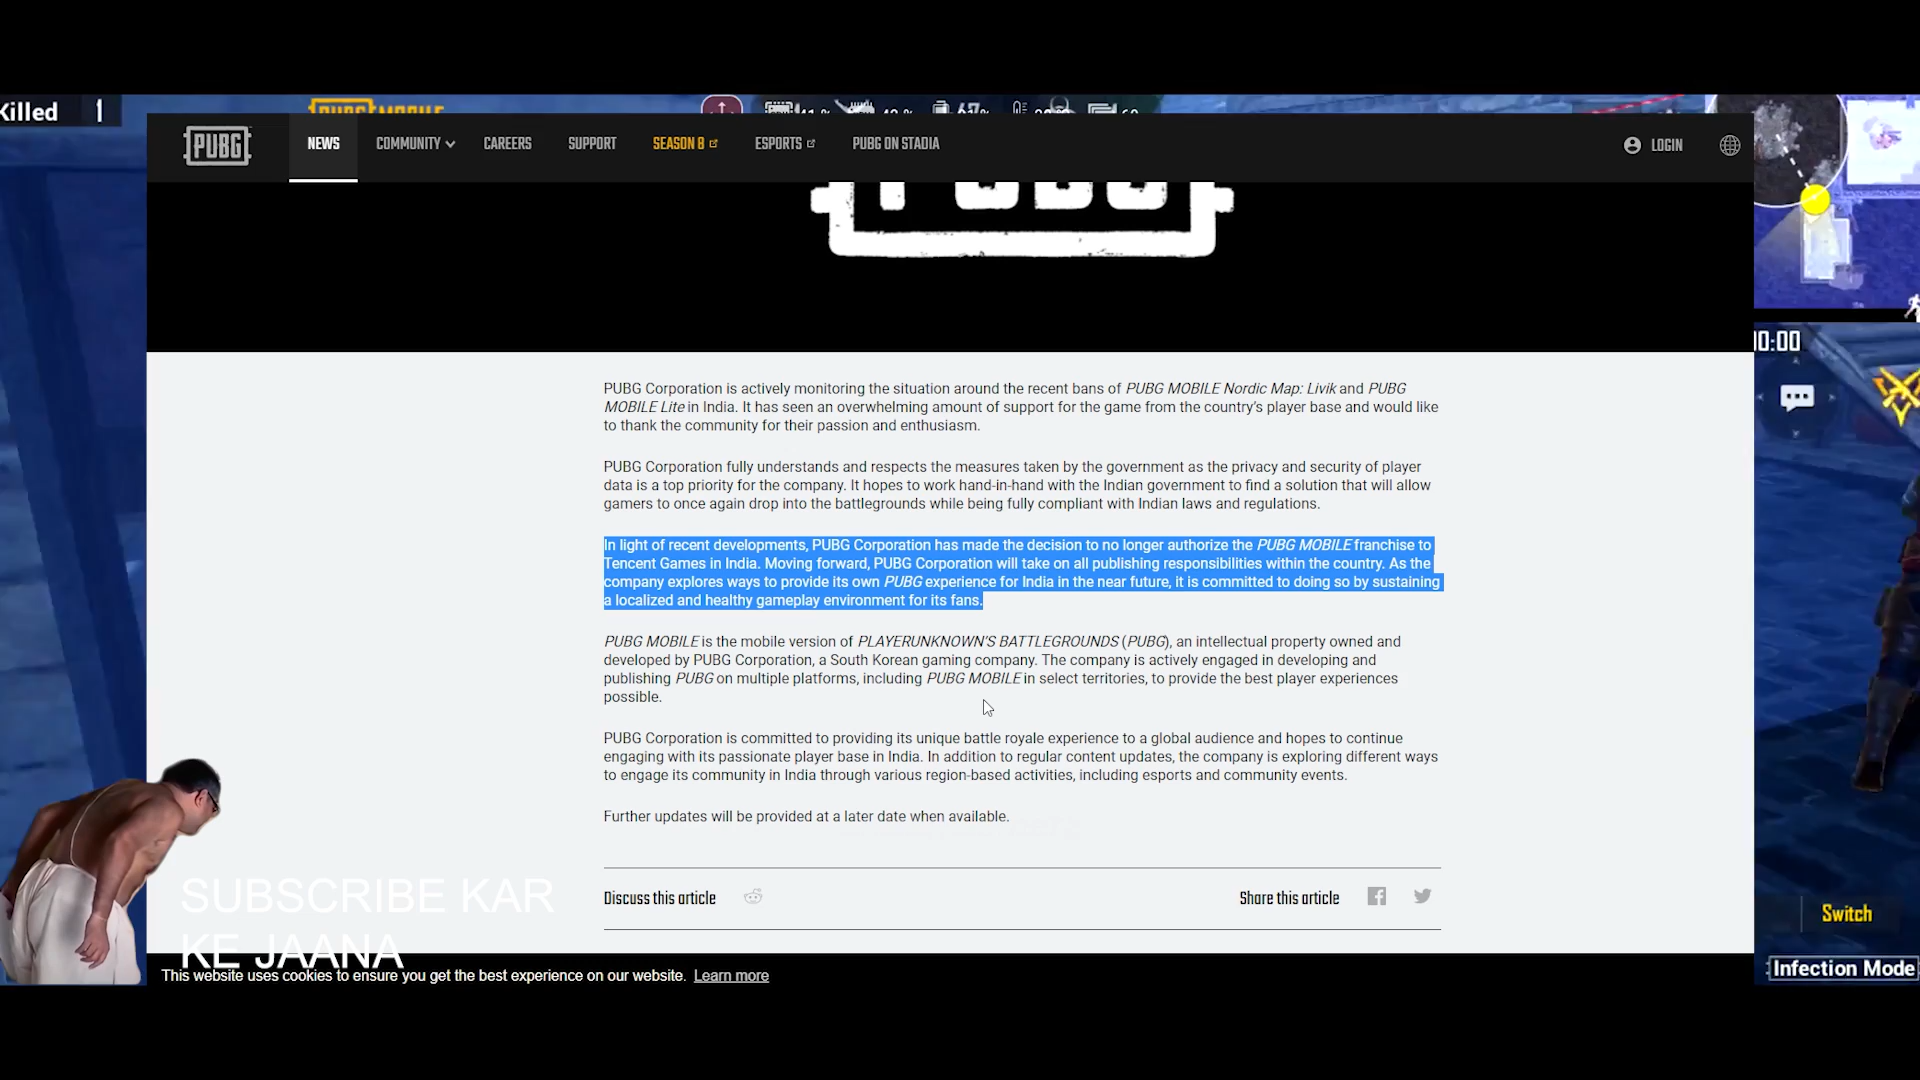 Killed 1
PUBG
NEWS COMMUNITY CAREERS SUPPORT SEASON 8 ESPORTS PUBG ON STADIA LOGIN
PUBG
00:00
PUBG Corporation is actively monitoring the situation around the recent bans of PUBG MOBILE Nordic Map: Livik and PUBG
MOBILE Lite in India. It has seen an overwhelming amount of support for the game from the country's player base and would like
to thank the community for their passion and enthusiasm.
PUBG Corporation fully understands and respects the measures taken by the government as the privacy and security of player
data is a top priority for the company. It hopes to work hand-in-hand with the Indian government to find a solution that will allow
gamers to once again drop into the battlegrounds while being fully compliant with Indian laws and regulations.
In light of recent developments, PUBG Corporation has made the decision to no longer authorize the PUBG MOBILE franchise to
Tencent Games in India. Moving forward, PUBG Corporation will take on all publishing responsibilities within the country. As the
company explores ways to provide its own PUBG experience for India in the near future, it is committed to doing so by sustaining
a localized and healthy gameplay environment for its fans.
PUBG MOBILE is the mobile version of PLAYERUNKNOWN'S BATTLEGROUNDS (PUBG), an intellectual property owned and
developed by PUBG Corporation, a South Korean gaming company. The company is actively engaged in developing and
publishing PUBG on multiple platforms, including PUBG MOBILE in select territories, to provide the best player experiences
possible.
PUBG Corporation is committed to providing its unique battle royale experience to a global audience and hopes to continue
engaging with its passionate player base in India. In addition to regular content updates, the company is exploring different ways
to engage its community in India through various region-based activities, including esports and community events.
Further updates will be provided at a later date when available.
Discuss this article
Share this article
SUBSCRIBE KAR
KE JAANA
Switch
Infection Mode
This website uses cookies to ensure you get the best experience on our website. Learn more